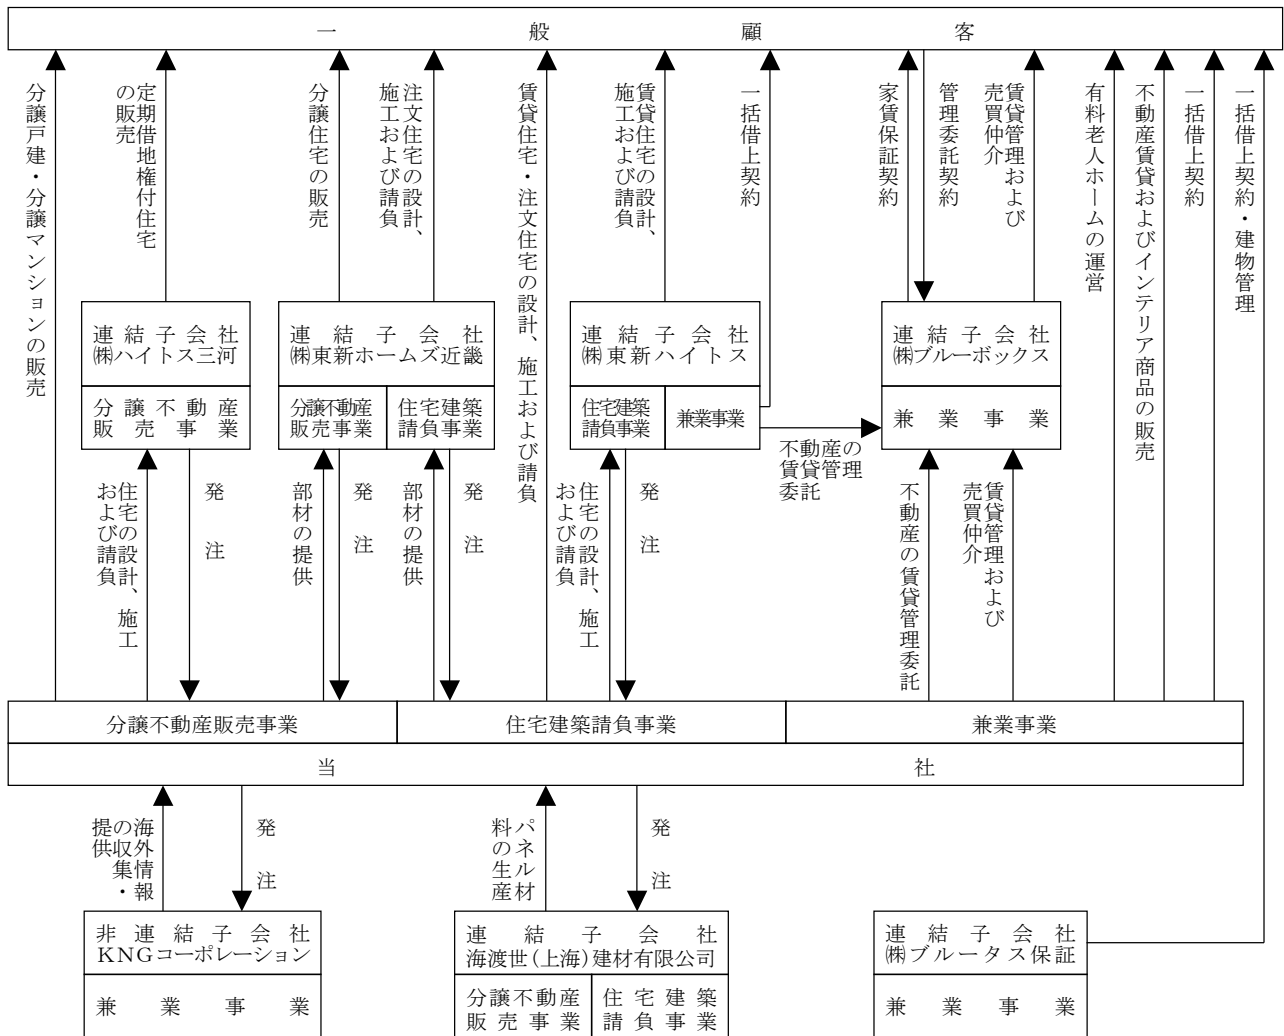 一般顧客
分譲戸建・分譲マンションの販売
定期借地権付住宅
の販売
分譲住宅の販売
注文住宅の設計、
施工および請負
賃貸住宅・注文住宅の設計、施工および請負
賃貸住宅の設計、
施工および請負
一括借上契約
家賃保証契約
管理委託契約
賃貸管理および
売買仲介
有料老人ホームの運営
不動産賃貸およびインテリア商品の販売
一括借上契約
一括借上契約・建物管理
連結子会社
㈱ハイトス三河
分譲不動産
販売事業
連結子会社
㈱東新ホームズ近畿
分譲不動産
販売事業
住宅建築
請負事業
連結子会社
㈱東新ハイトス
住宅建築
請負事業
兼業事業
連結子会社
㈱ブルーボックス
兼業事業
不動産の
賃貸管理
委託
住宅の設計、施工
および請負
発注
部材の提供
発注
部材の提供
発注
住宅の設計、施工
および請負
発注
不動産の賃貸管理委託
賃貸管理および
売買仲介
分譲不動産販売事業
住宅建築請負事業
兼業事業
当社
海外情報
の収集・
提供
発注
パネル材
料の生産
発注
非連結子会社
KNGコーポレーション
兼業事業
連結子会社
海渡世(上海)建材有限公司
分譲不動産
販売事業
住宅建築
請負事業
連結子会社
㈱ブルータス保証
兼業事業